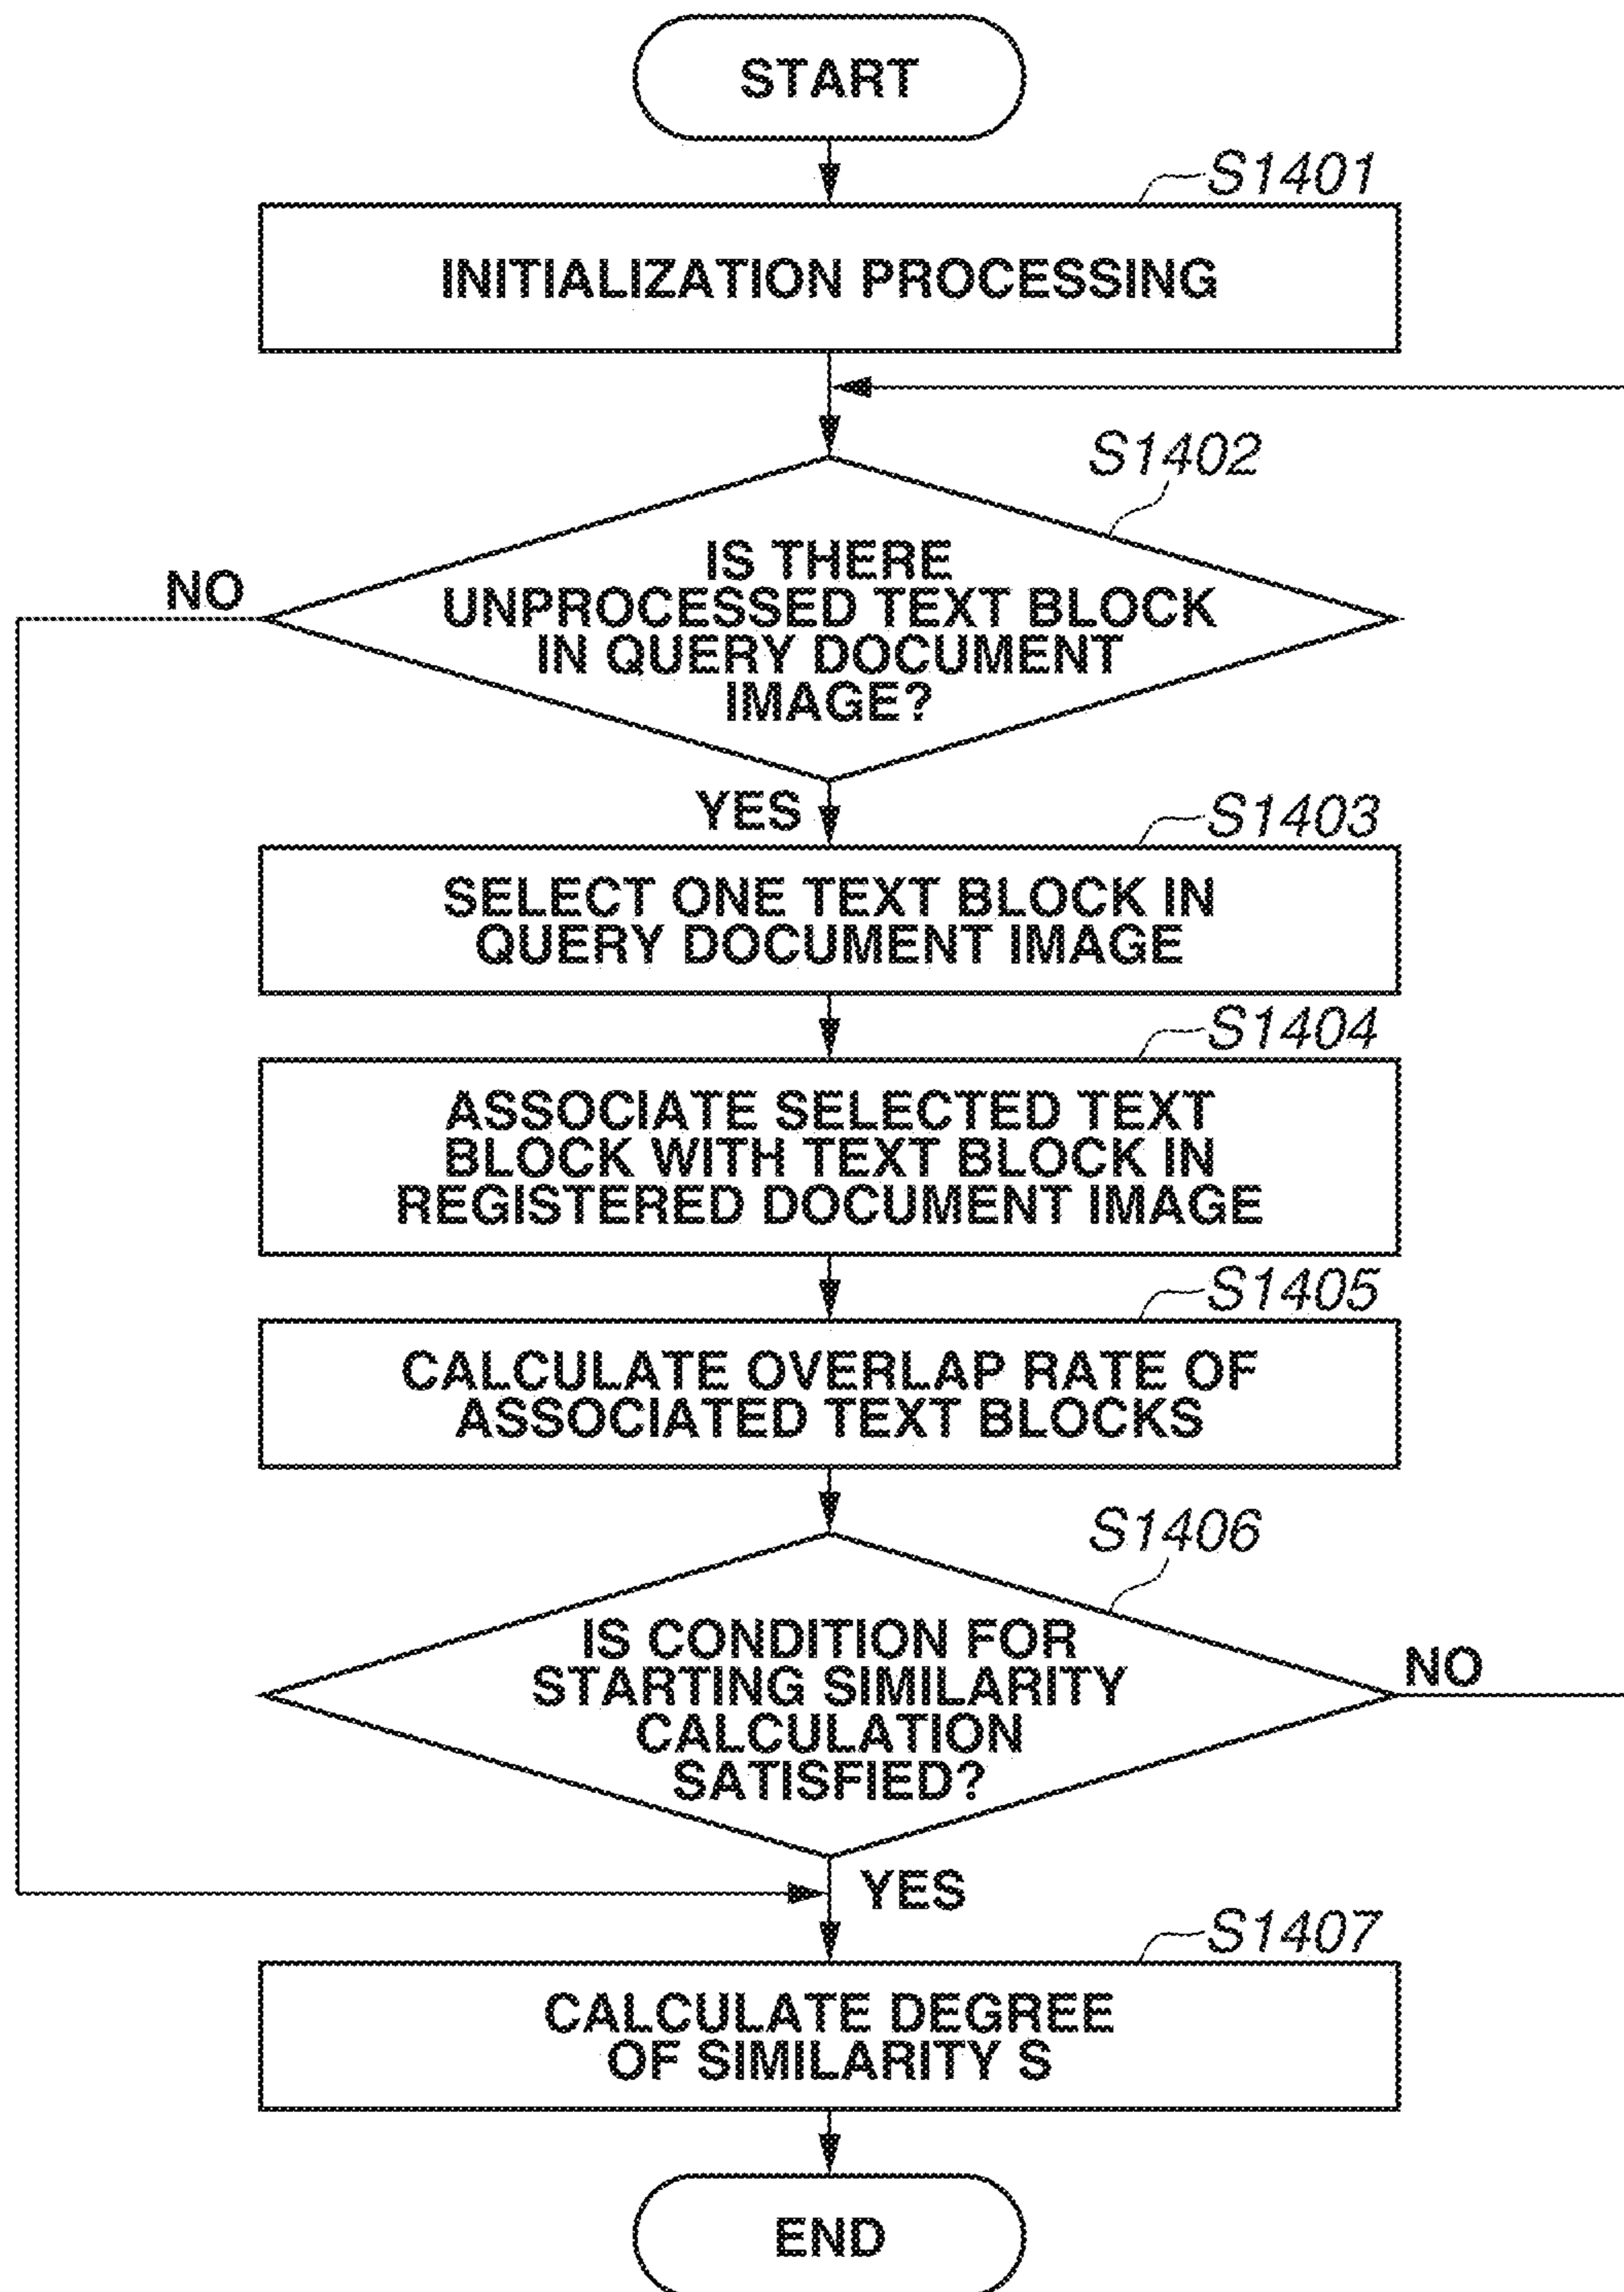 START
S1401
INITIALIZATION PROCESSING
S1402
IS THERE
UNPROCESSED TEXT BLOCK
IN QUERY DOCUMENT
IMAGE?
NO
YES
S1403
SELECT ONE TEXT BLOCK IN
QUERY DOCUMENT IMAGE
S1404
ASSOCIATE SELECTED TEXT
BLOCK WITH TEXT BLOCK IN
REGISTERED DOCUMENT IMAGE
S1405
CALCULATE OVERLAP RATE OF
ASSOCIATED TEXT BLOCKS
S1406
IS CONDITION FOR
STARTING SIMILARITY
CALCULATION
SATISFIED?
NO
YES
S1407
CALCULATE DEGREE
OF SIMILARITY S
END